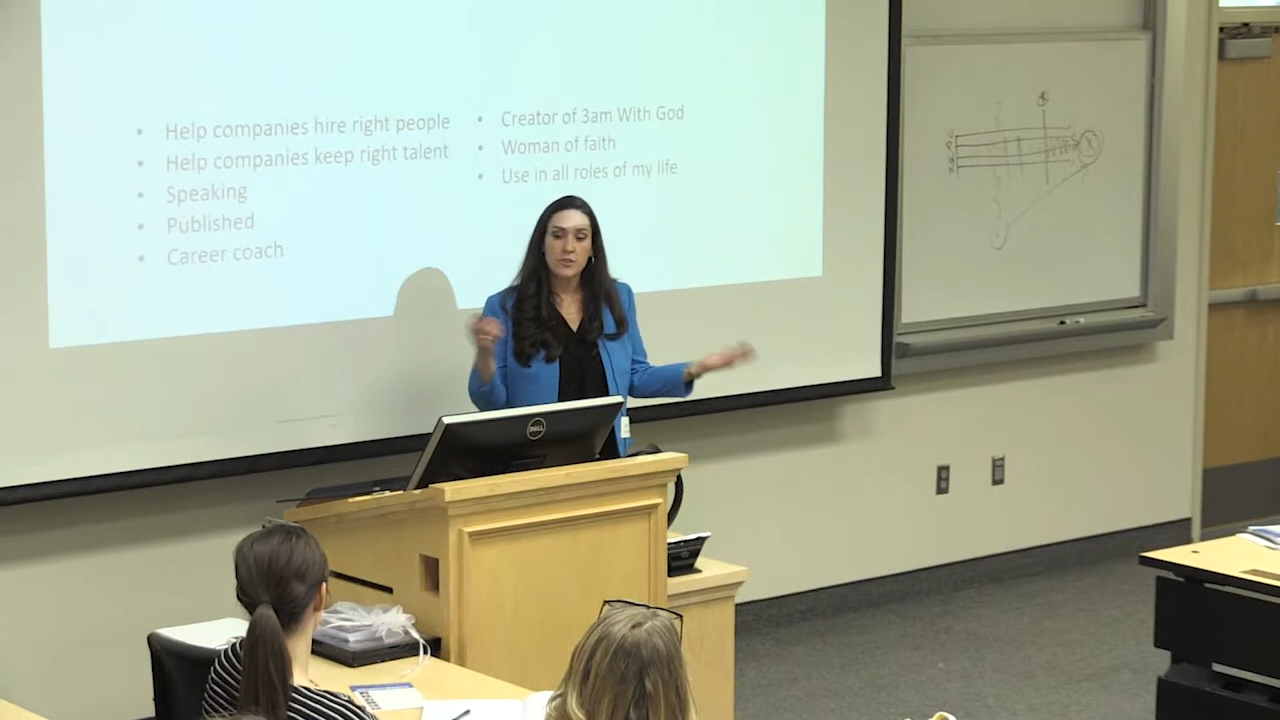 • Help companies hire right people
• Help companies keep right talent
• Speaking
• Published
• Career coach
• Creator of 3am With God
• Woman of faith
• Use in all roles of my life
DELL